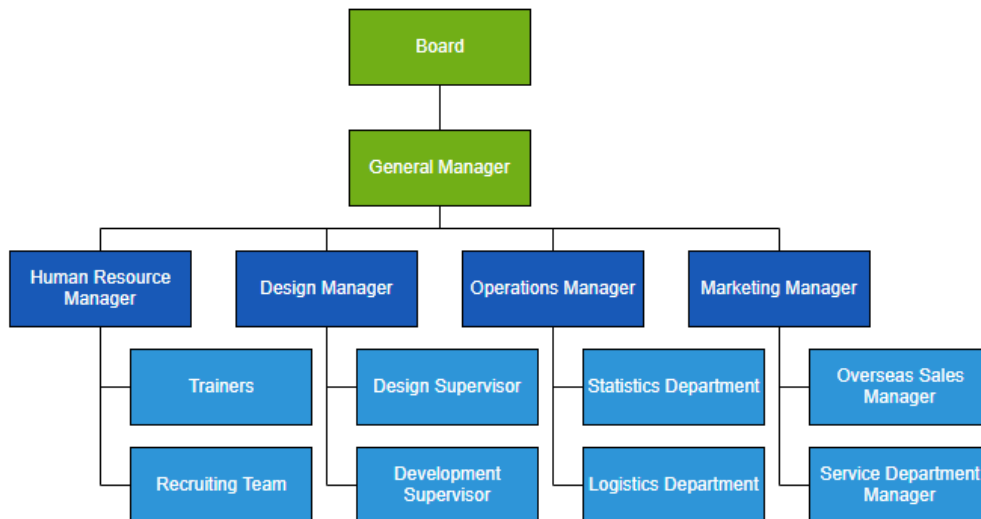 Board
General Manager
Human Resource
Manager
Design Manager
Operations Manager
Marketing Manager
Trainers
Design Supervisor
Statistics Department
Overseas Sales
Manager
Recruiting Team
Development
Supervisor
Logistics Department
Service Department
Manager